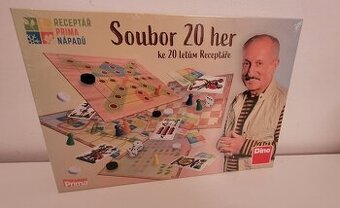 RECEPTÁŘ
PRIMA
NÁPADŮ
Soubor 20 her
ke 20 letům Receptáře
Prima
Dino